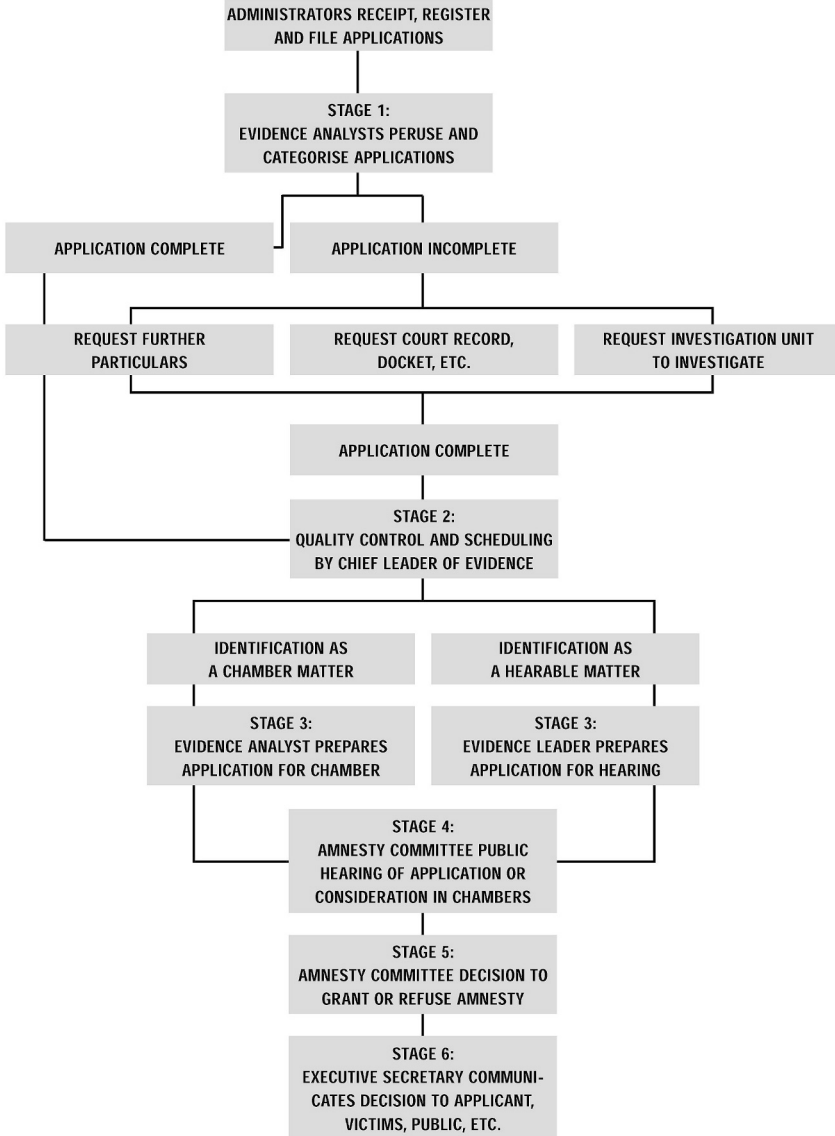 ADMINISTRATORS RECEIPT, REGISTER
AND FILE APPLICATIONS
STAGE 1:
EVIDENCE ANALYSTS PERUSE AND
CATEGORISE APPLICATIONS
APPLICATION COMPLETE
APPLICATION INCOMPLETE
REQUEST FURTHER
PARTICULARS
REQUEST COURT RECORD,
DOCKET, ETC.
REQUEST INVESTIGATION UNIT
TO INVESTIGATE
APPLICATION COMPLETE
STAGE 2:
QUALITY CONTROL AND SCHEDULING
BY CHIEF LEADER OF EVIDENCE
IDENTIFICATION AS
A CHAMBER MATTER
IDENTIFICATION AS
A HEARABLE MATTER
STAGE 3:
EVIDENCE ANALYST PREPARES
APPLICATION FOR CHAMBER
STAGE 3:
EVIDENCE LEADER PREPARES
APPLICATION FOR HEARING
STAGE 4:
AMNESTY COMMITTEE PUBLIC
HEARING OF APPLICATION OR
CONSIDERATION IN CHAMBERS
STAGE 5:
AMNESTY COMMITTEE DECISION TO
GRANT OR REFUSE AMNESTY
STAGE 6:
EXECUTIVE SECRETARY COMMUNI-
CATES DECISION TO APPLICANT,
VICTIMS, PUBLIC, ETC.